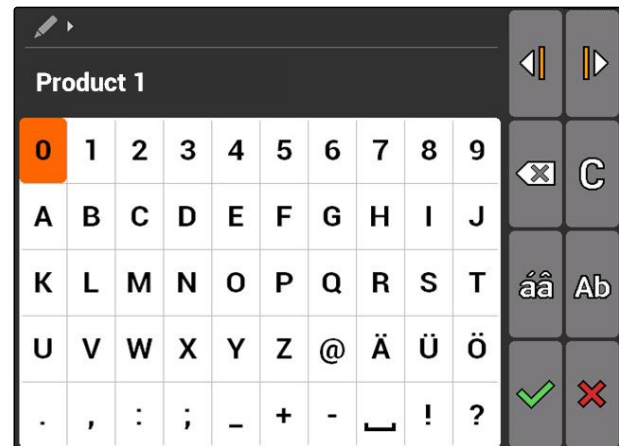 Product 1
0 1 2 3 4 5 6 7 8 9
C
A B C D E F G H I J
K L M N O P Q R S T
áâ Ab
U V W X Y Z @ Ä Ü Ö
. , : ; _ + - ⎵ ! ?